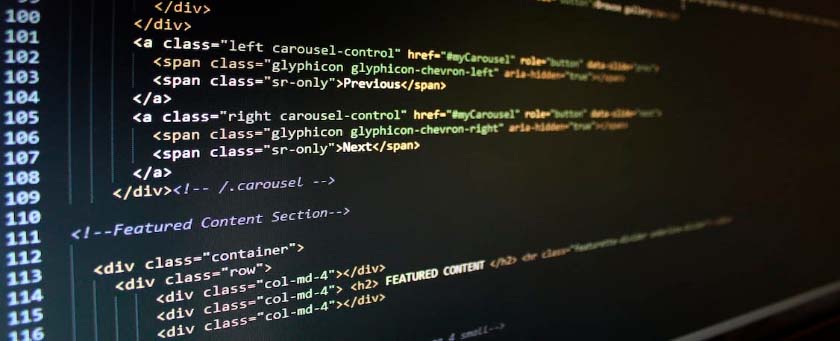 </div>
100 </div>
101 <a class="left carousel-control" href="#myCarousel" role="button" data-slide="prev">
102 <span class="glyphicon glyphicon-chevron-left" aria-hidden="true"></span>
103 <span class="sr-only">Previous</span>
104 </a>
105 <a class="right carousel-control" href="#myCarousel" role="button" data-slide="next">
106 <span class="glyphicon glyphicon-chevron-right" aria-hidden="true"></span>
107 <span class="sr-only">Next</span>
108 </a>
109 </div><!-- /.carousel -->
110
111 <!--Featured Content Section-->
112
113 <div class="container">
114 <div class="row">
115 <div class="col-md-4"></div>
116 <div class="col-md-4"> <h2> FEATURED CONTENT </h2> <hr class="
<div class="col-md-4"></div>